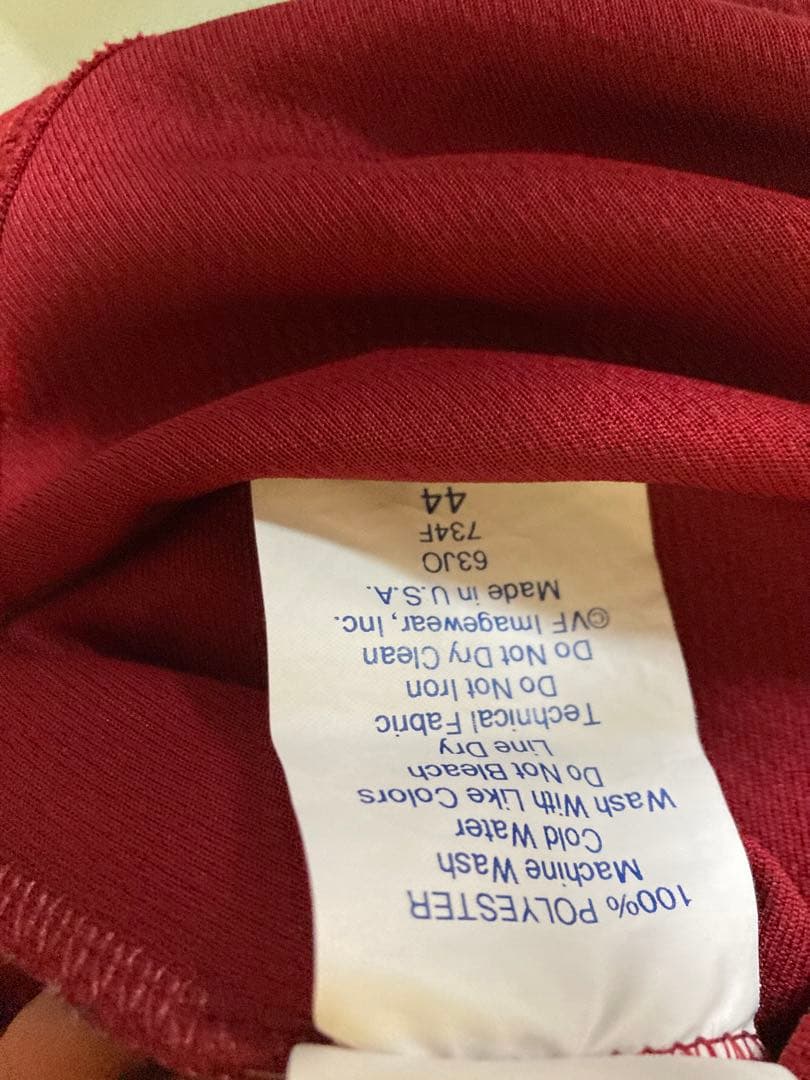 100% POLYESTER
Machine Wash
Cold Water
Wash With Like Colors
Do Not Bleach
Line Dry
Technical Fabric
Do Not Iron
Do Not Dry Clean
©VF Imagewear, Inc.
Made in U.S.A.
63JO
734F
44